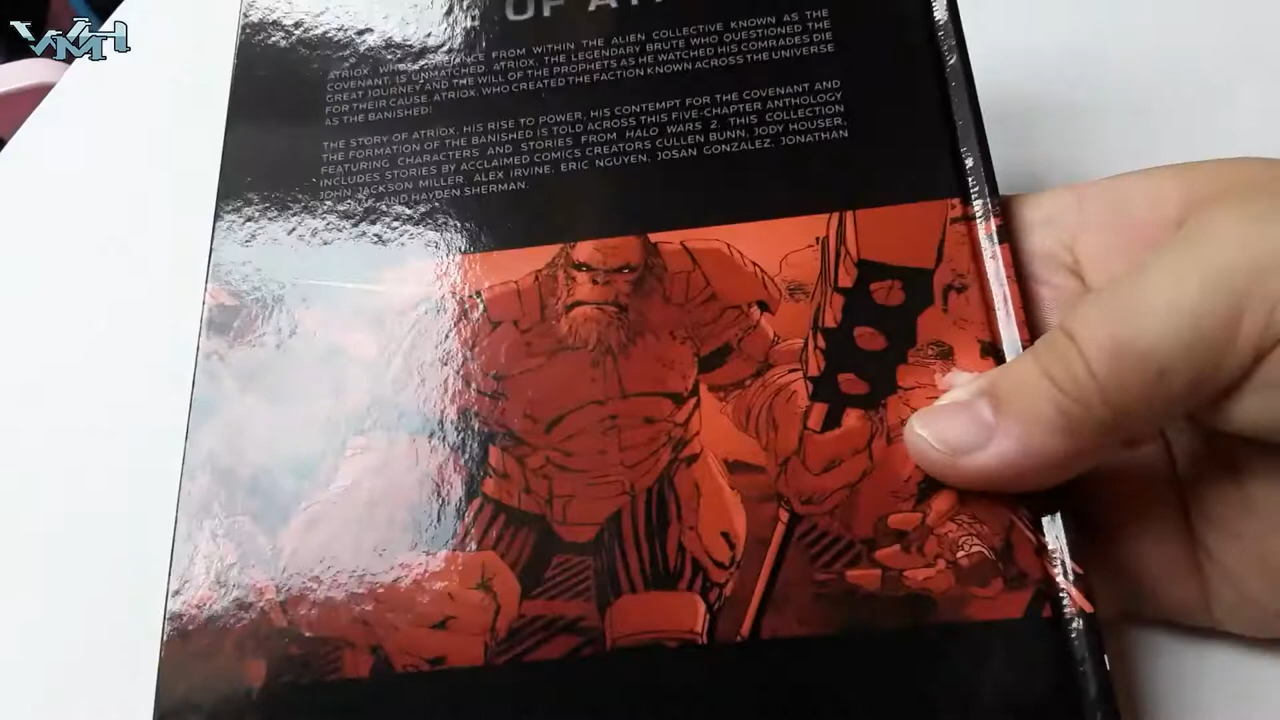 VMH
OF AT
ATRIOX, WHOSE DEFIANCE FROM WITHIN THE ALIEN COLLECTIVE KNOWN AS THE
COVENANT, IS UNMATCHED. ATRIOX, THE LEGENDARY BRUTE WHO QUESTIONED THE
GREAT JOURNEY AND THE WILL OF THE PROPHETS AS HE WATCHED HIS COMRADES DIE
FOR THEIR CAUSE. ATRIOX, WHO CREATED THE FACTION KNOWN ACROSS THE UNIVERSE
AS THE BANISHED!
THE STORY OF ATRIOX, HIS RISE TO POWER, HIS CONTEMPT FOR THE COVENANT AND
THE FORMATION OF THE BANISHED IS TOLD ACROSS THIS FIVE-CHAPTER ANTHOLOGY
FEATURING CHARACTERS AND STORIES FROM HALO WARS 2. THIS COLLECTION
INCLUDES STORIES BY ACCLAIMED COMICS CREATORS CULLEN BUNN, JODY HOUSER,
JOHN JACKSON MILLER, ALEX IRVINE, ERIC NGUYEN, JOSAN GONZALEZ, JONATHAN
AND HAYDEN SHERMAN.